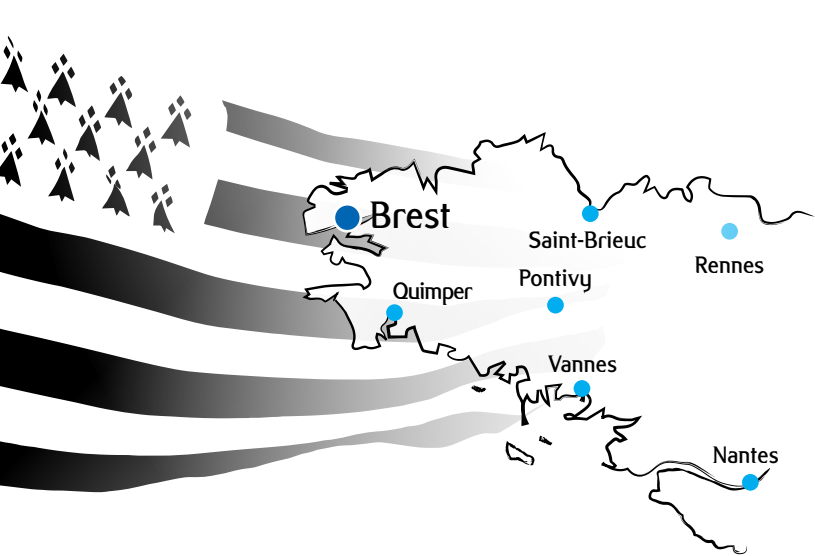 Brest
Saint-Brieuc
Rennes
Pontivy
Quimper
Vannes
Nantes